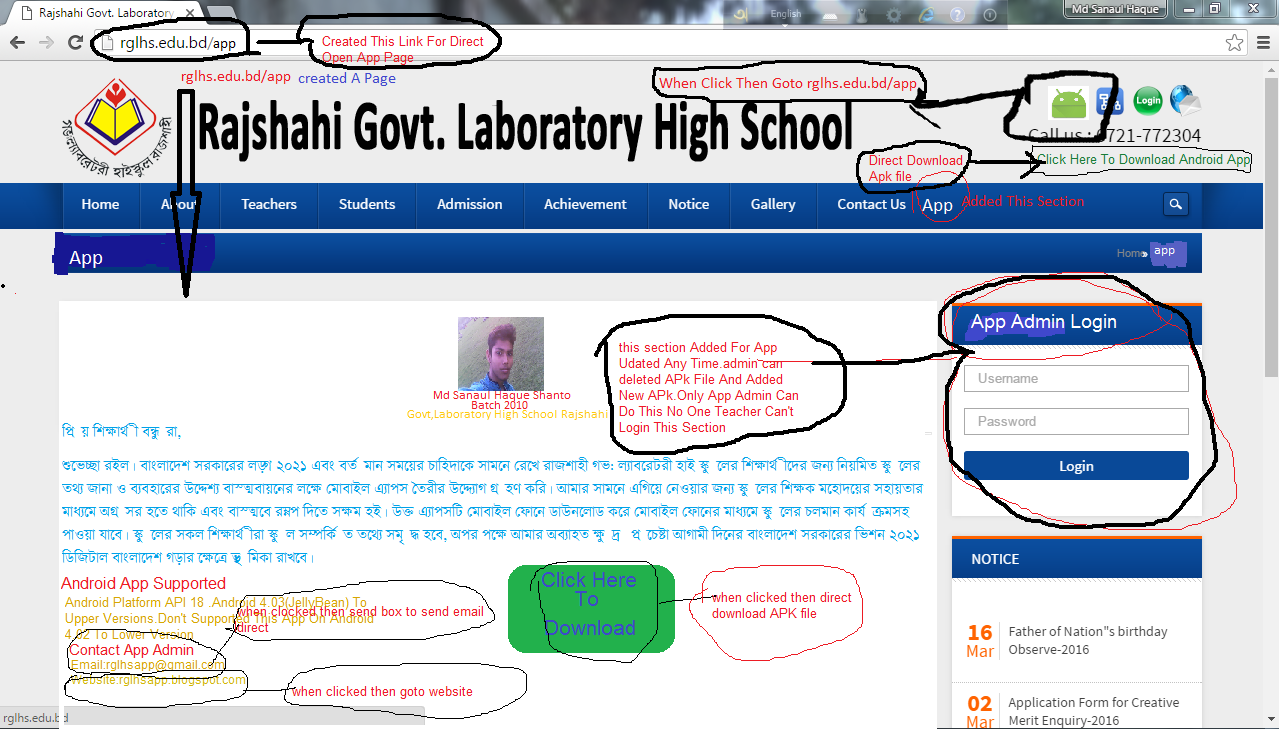 Rajshahi Govt. Laboratory
English
Md Sanaul Haque
rglhs.edu.bd/app
Created This Link For Direct
Open App Page
rglhs.edu.bd/app created A Page
When Click Then Goto rglhs.edu.bd/app
Login
গভঃ ল্যাবরেটরী হাই স্কুল রাজশাহী
Rajshahi Govt. Laboratory High School
Call us : 0721-772304
Direct Download
Apk file
Click Here To Download Android App
Home
About
Teachers
Students
Admission
Achievement
Notice
Gallery
Contact Us
App
Added This Section
App
Home » app
App Admin Login
Username
Password
Login
this section Added For App
Udated Any Time.admin can
deleted APk File And Added
New APk.Only App Admin Can
Do This No One Teacher Can't
Login This Section
Md Sanaul Haque Shanto
Batch 2010
Govt,Laboratory High School Rajshahi
প্রি য় শিক্ষার্থী বন্ধু রা,
শুভেচ্ছা রইল। বাংলাদেশ সরকারের লড়্গ্য ২০২১ এবং বর্ত মান সময়ের চাহিদাকে সামনে রেখে রাজশাহী গভ: ল্যাবরেটরী হাই স্কু লের শিক্ষার্থীদের জন্য নিয়মিত স্কু লের
তথ্য জানা ও ব্যবহারের উদ্দেশ্য বাস্ত্মবায়নের লক্ষে মোবাইল এ্যাপস তৈরীর উদ্দ্যোগ গ্র হণ করি। আমার সামনে এগিয়ে নেওয়ার জন্য স্কু লের শিক্ষক মহোদয়ের সহায়তার
মাধ্যমে অগ্র সর হতে থাকি এবং বাস্ত্মবে রম্নপ দিতে সক্ষম হই। উক্ত এ্যাপসটি মোবাইল ফোনে ডাউনলোড করে মোবাইল ফোনের মাধ্যমে স্কু লের চলমান কার্য ক্রমসহ
পাওয়া যাবে। স্কু লের সকল শিক্ষার্থীরা স্কু ল সম্পর্কি ত তথ্যে সমৃ দ্ধ হবে, অপর পক্ষে আমার অব্যাহত ক্ষু দ্র প্র চেষ্টা আগামী দিনের বাংলাদেশ সরকারের ভিশন ২০২১
ডিজিটাল বাংলাদেশ গড়ার ক্ষেত্রে ভূ মিকা রাখবে।
Android App Supported
Android Platform API 18 .Android 4.03(JellyBean) To
Upper Versions.Don't Supported This App On Android
4.02 To Lower Version
when clocked then send box to send email
direct
Contact App Admin
Email:rglhsapp@gmail.com
Website:rglhsapp.blogspot.com
when clicked then goto website
Click Here
To
Download
when clicked then direct
download APK file
NOTICE
16
Mar
Father of Nation"s birthday
Observe-2016
02
Mar
Application Form for Creative
Merit Enquiry-2016
rglhs.edu.bd